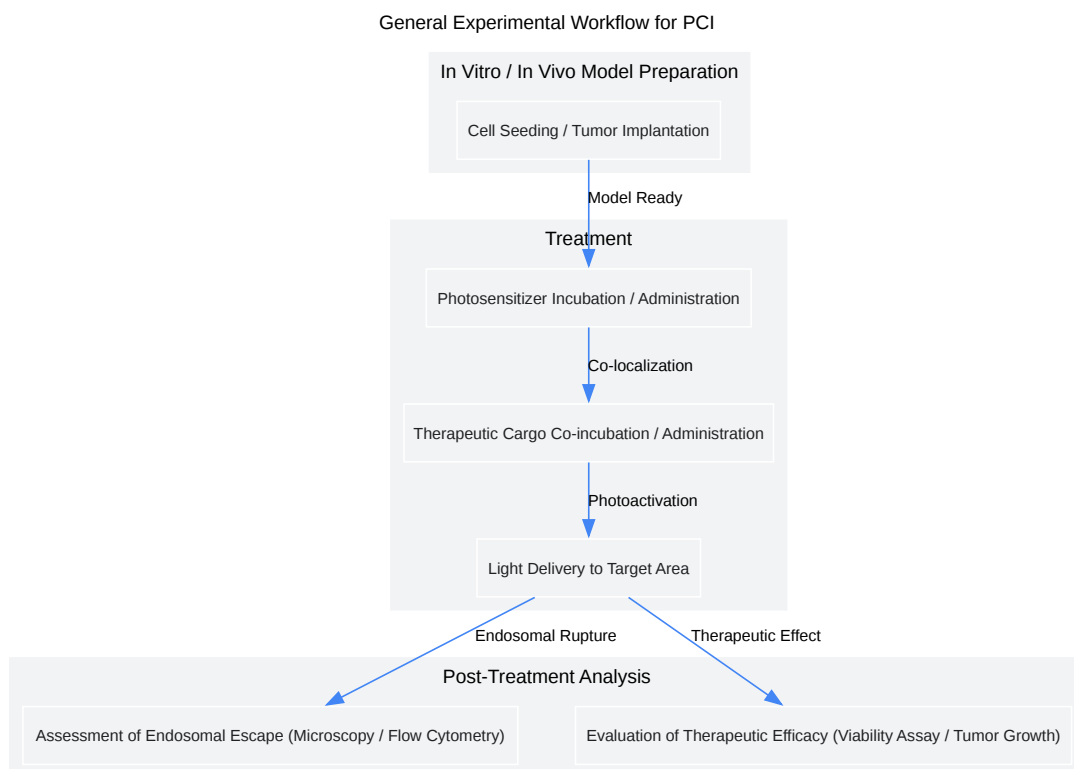 General Experimental Workflow for PCI
In Vitro / In Vivo Model Preparation
Cell Seeding / Tumor Implantation
Model Ready
Treatment
Photosensitizer Incubation / Administration
Co-localization
Therapeutic Cargo Co-incubation / Administration
Photoactivation
Light Delivery to Target Area
Endosomal Rupture
Therapeutic Effect
Post-Treatment Analysis
Assessment of Endosomal Escape (Microscopy / Flow Cytometry)
Evaluation of Therapeutic Efficacy (Viability Assay / Tumor Growth)